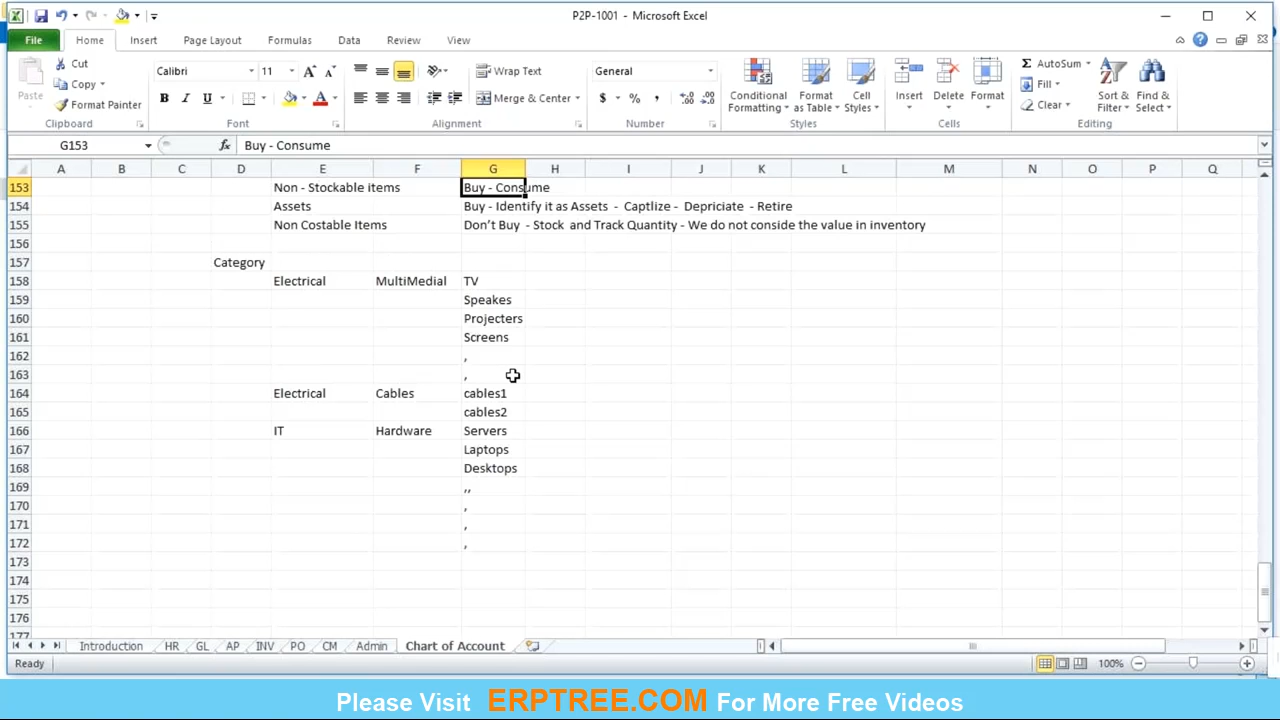 P2P-1001 - Microsoft Excel
File Home Insert Page Layout Formulas Data Review View
Cut
Copy
Format Painter
Paste
Calibri 11
Wrap Text
Merge & Center
General
Conditional Formatting
Format as Table
Cell Styles
Insert
Delete
Format
AutoSum
Fill
Clear
Sort & Filter
Find & Select
Clipboard Font Alignment Number Styles Cells Editing
G153 fx Buy - Consume
A B C D E F G H I J K L M N O P Q
153 Non - Stockable items Buy - Consume
154 Assets Buy - Identify it as Assets - Captlize - Depriciate - Retire
155 Non Costable Items Don't Buy - Stock and Track Quantity - We do not conside the value in inventory
156
157 Category
158 Electrical MultiMedial TV
159 Speakes
160 Projecters
161 Screens
162 ,
163 ,
164 Electrical Cables cables1
165 cables2
166 IT Hardware Servers
167 Laptops
168 Desktops
169 ,,
170 ,
171 ,
172 ,
173
174
175
176
177
Introduction HR GL AP INV PO CM Admin Chart of Account
Ready 100%
Please Visit ERPTREE.COM For More Free Videos